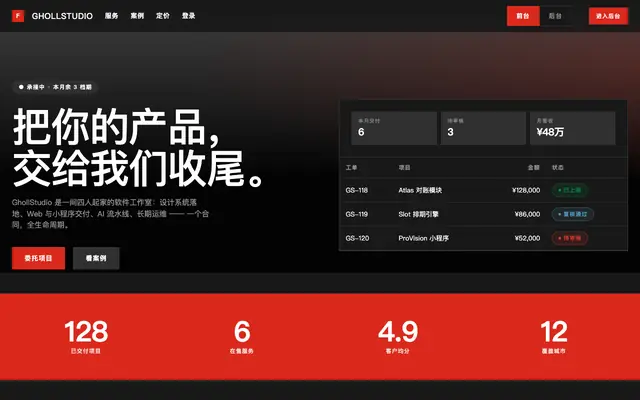 F GHOLLSTUDIO 服务 案例 定价 登录 前台 后台 进入后台
承接中 · 本月余 3 档期
把你的产品，
交给我们收尾。
GhollStudio 是一间四人起家的软件工作室！设计系统落
地、Web 与小程序交付、AI 流水线、长期运维 —— 一个合
同，全生命周期。
委托项目 看案例
本月交付 待审核 月营收
6 3 ¥48万
工单 项目 金额 状态
GS-118 Atlas 对账模块 ¥128,000 已上线
GS-119 Slot 排期引擎 ¥86,000 复核通过
GS-120 ProVision 小程序 ¥52,000 待审核
128 6 4.9 12
已交付项目 在售服务 客户均分 覆盖城市